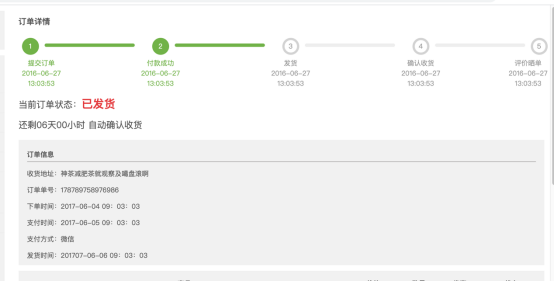 订单详情
1 2 3 4 5
提交订单 付款成功 发货 确认收货 评价晒单
2016-06-27 2016-06-27 2016-06-27 2016-06-27 2016-06-27
13:03:53 13:03:53 13:03:53 13:03:53 13:03:53
当前订单状态：已发货
还剩06天00小时 自动确认收货
订单信息
收货地址：神茶减肥茶就观察及
订单单号：178789758976986
下单时间：2017-06-04 09：03：03
支付时间：2017-06-05 09：03：03
支付方式：微信
发货时间：201707-06-06 09：03：03